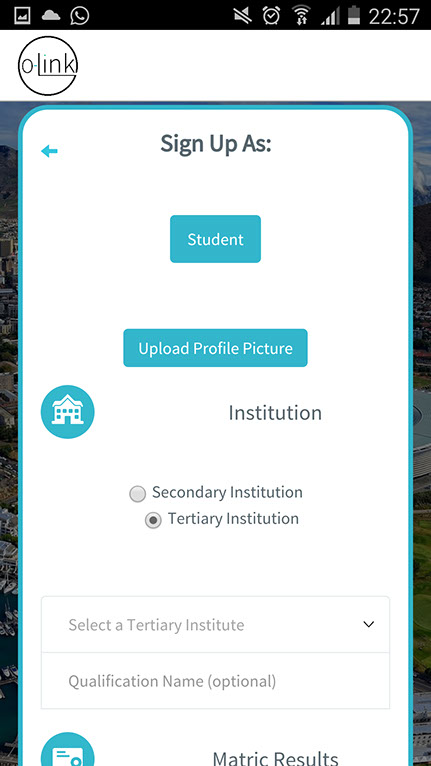 22:57
o-Link
Sign Up As:
Student
Upload Profile Picture
Institution
Secondary Institution
Tertiary Institution
Select a Tertiary Institute
Qualification Name (optional)
Matric Results